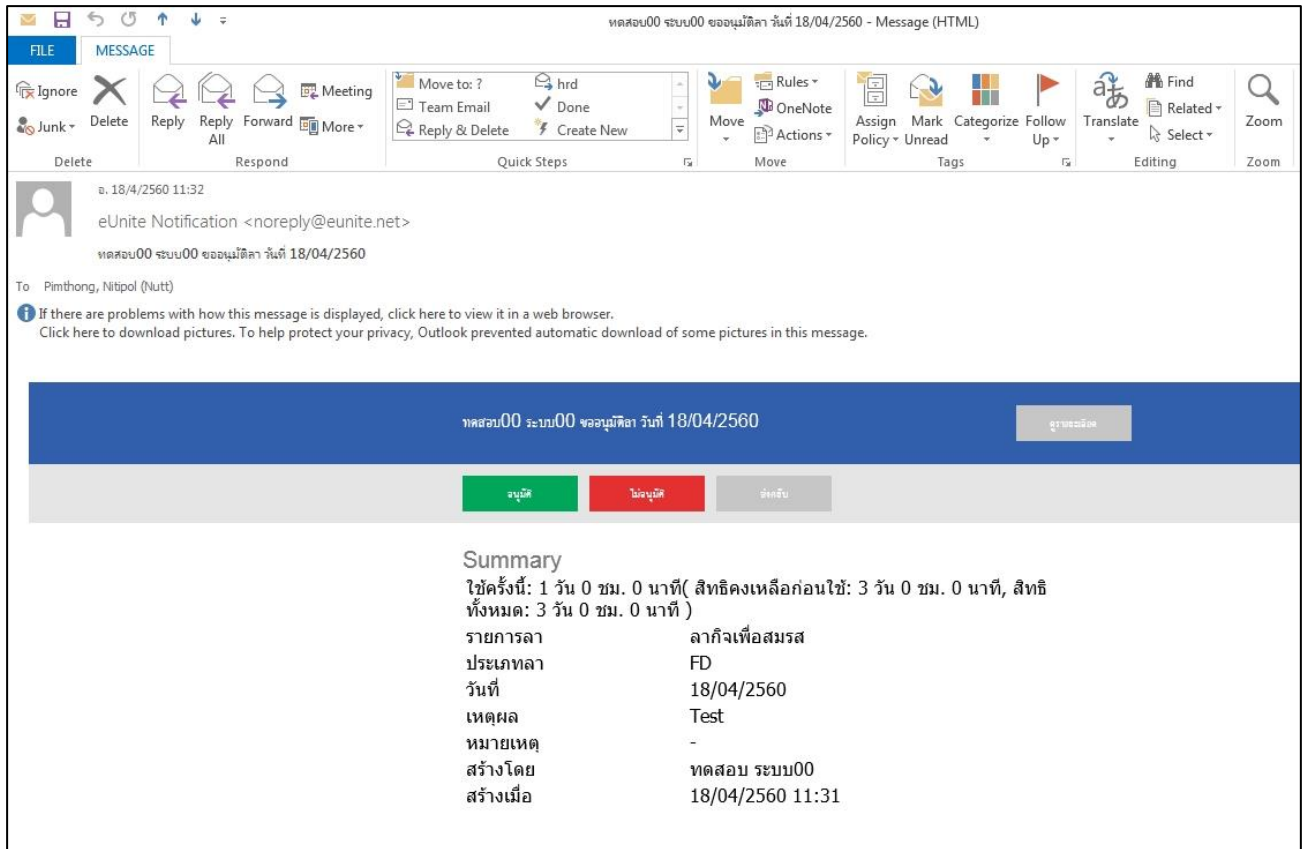 ทดสอบ00 ระบบ00 ขออนุมัติลา วันที่ 18/04/2560 - Message (HTML)
FILE MESSAGE
Ignore
Junk
Delete
Reply
Reply All
Forward
Meeting
More
Move to: ?
Team Email
Reply & Delete
hrd
Done
Create New
Move
Rules
OneNote
Actions
Assign Policy
Mark Unread
Categorize
Follow Up
Translate
Find
Related
Select
Zoom
Delete Respond Quick Steps Move Tags Editing Zoom
อ. 18/4/2560 11:32
eUnite Notification <noreply@eunite.net>
ทดสอบ00 ระบบ00 ขออนุมัติลา วันที่ 18/04/2560
To Pimthong, Nitipol (Nutt)
If there are problems with how this message is displayed, click here to view it in a web browser.
Click here to download pictures. To help protect your privacy, Outlook prevented automatic download of some pictures in this message.
ทดสอบ00 ระบบ00 ขออนุมัติลา วันที่ 18/04/2560 ดูรายละเอียด
อนุมัติ ไม่อนุมัติ ส่งกลับ
Summary
ใช้ครั้งนี้: 1 วัน 0 ชม. 0 นาที( สิทธิคงเหลือก่อนใช้: 3 วัน 0 ชม. 0 นาที, สิทธิ
ทั้งหมด: 3 วัน 0 ชม. 0 นาที )
รายการลา ลากิจเพื่อสมรส
ประเภทลา FD
วันที่ 18/04/2560
เหตุผล Test
หมายเหตุ -
สร้างโดย ทดสอบ ระบบ00
สร้างเมื่อ 18/04/2560 11:31